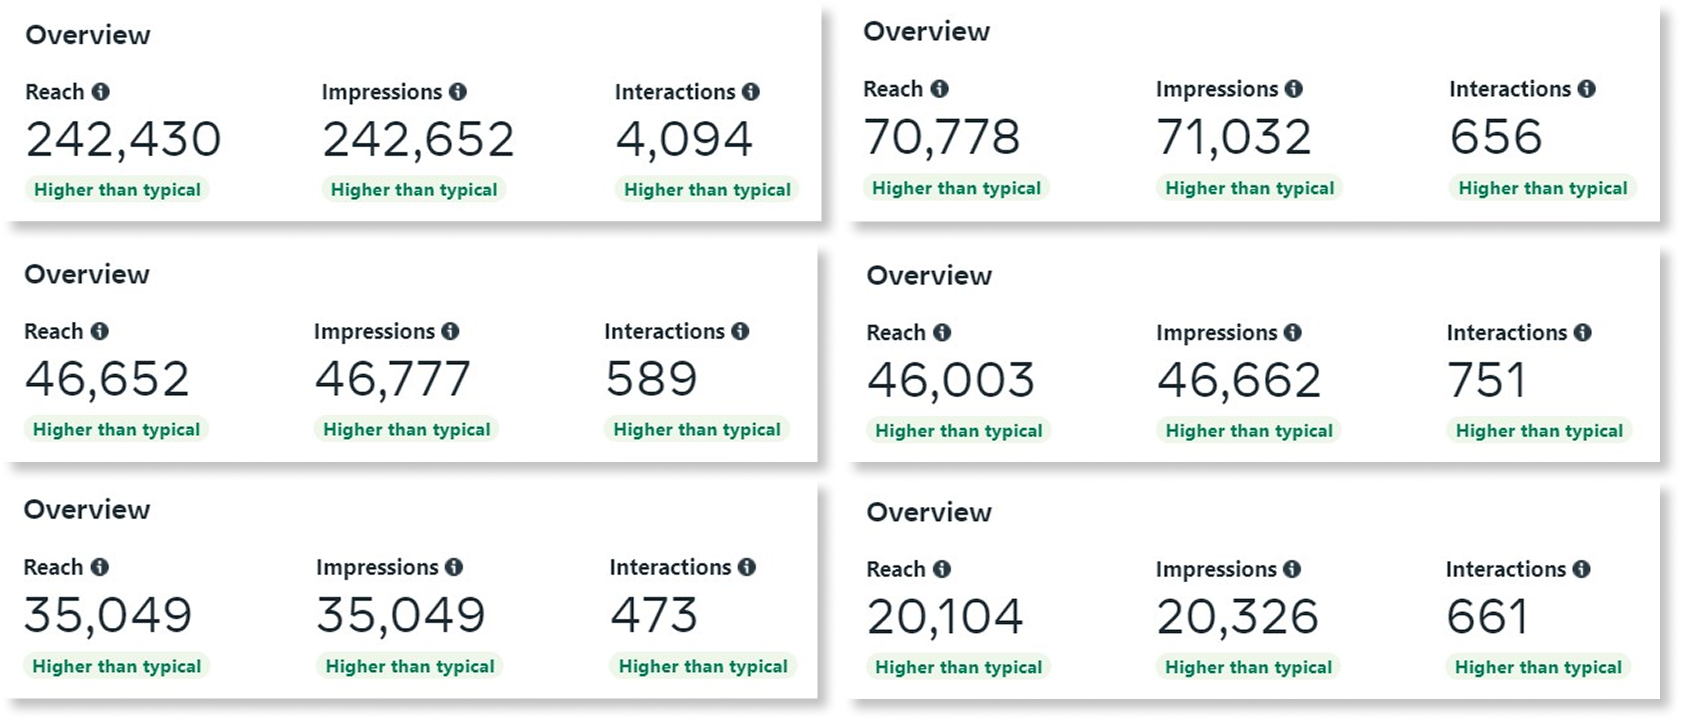 Overview
Reach Impressions Interactions
242,430 242,652 4,094
Higher than typical Higher than typical Higher than typical
Overview
Reach Impressions Interactions
70,778 71,032 656
Higher than typical Higher than typical Higher than typical
Overview
Reach Impressions Interactions
46,652 46,777 589
Higher than typical Higher than typical Higher than typical
Overview
Reach Impressions Interactions
46,003 46,662 751
Higher than typical Higher than typical Higher than typical
Overview
Reach Impressions Interactions
35,049 35,049 473
Higher than typical Higher than typical Higher than typical
Overview
Reach Impressions Interactions
20,104 20,326 661
Higher than typical Higher than typical Higher than typical